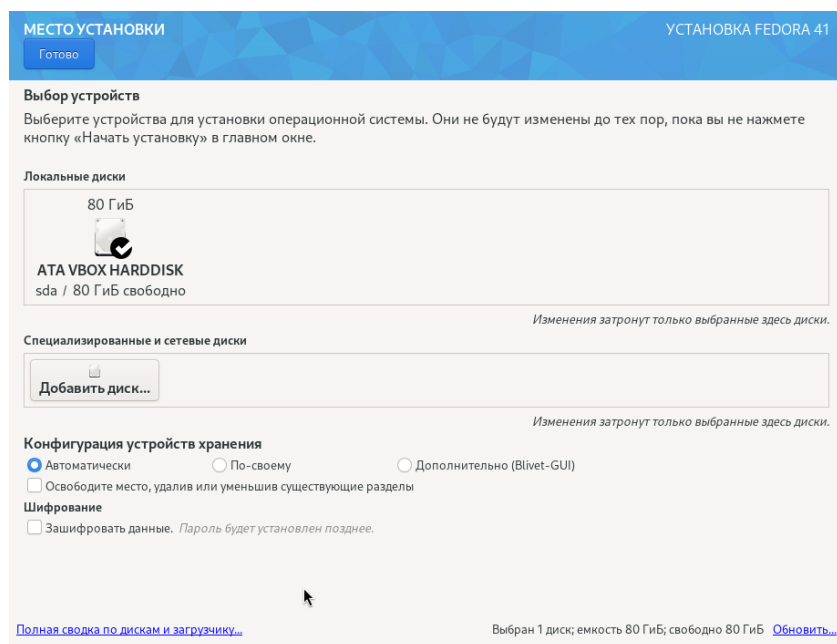 МЕСТО УСТАНОВКИ
УСТАНОВКА FEDORA 41
Готово
Выбор устройств
Выберите устройства для установки операционной системы. Они не будут изменены до тех пор, пока вы не нажмете
кнопку «Начать установку» в главном окне.
Локальные диски
80 ГиБ
ATA VBOX HARDDISK
sda / 80 ГиБ свободно
Изменения затронут только выбранные здесь диски.
Специализированные и сетевые диски
Добавить диск...
Изменения затронут только выбранные здесь диски.
Конфигурация устройств хранения
Автоматически По-своему Дополнительно (Blivet-GUI)
Освободите место, удалив или уменьшив существующие разделы
Шифрование
Зашифровать данные. Пароль будет установлен позднее.
Полная сводка по дискам и загрузчику... Выбран 1 диск; емкость 80 ГиБ; свободно 80 ГиБ Обновить...